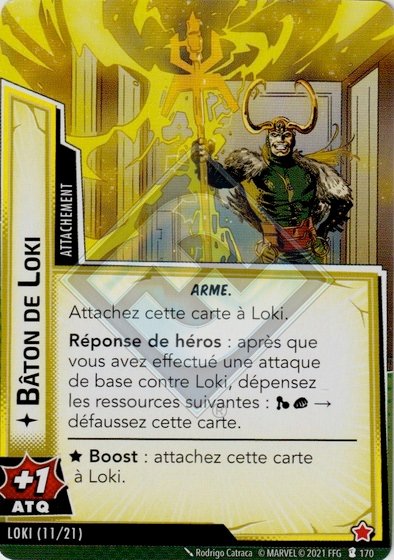 BÂTON DE LOKI
ATTACHEMENT
ARME.
Attachez cette carte à Loki.
Réponse de héros : après que
vous avez effectué une attaque
de base contre Loki, dépensez
les ressources suivantes : →
défaussez cette carte.
★ Boost : attachez cette carte
à Loki.
+1
ATQ
LOKI (11/21)
Rodrigo Catraca © MARVEL © 2021 FFG 170